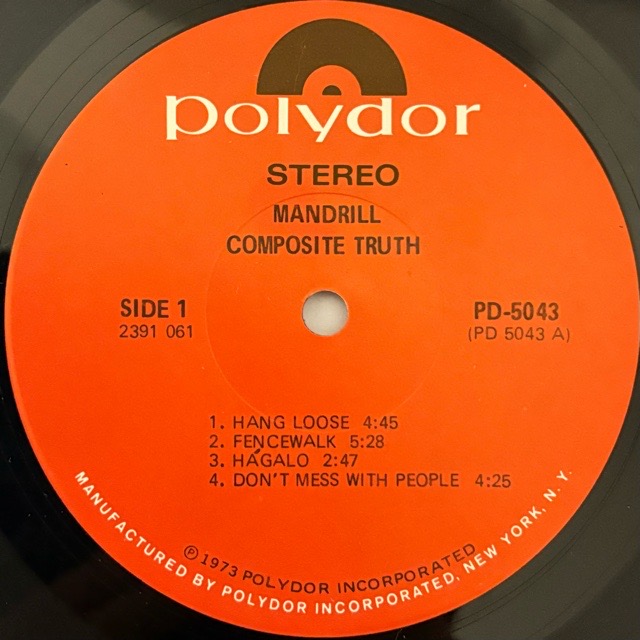 polydor
STEREO
MANDRILL
COMPOSITE TRUTH
SIDE 1
2391 061
PD-5043
(PD 5043 A)
1. HANG LOOSE 4:45
2. FENCEWALK 5:28
3. HÁGALO 2:47
4. DON'T MESS WITH PEOPLE 4:25
℗ 1973 POLYDOR INCORPORATED
MANUFACTURED BY POLYDOR INCORPORATED, NEW YORK, N. Y.